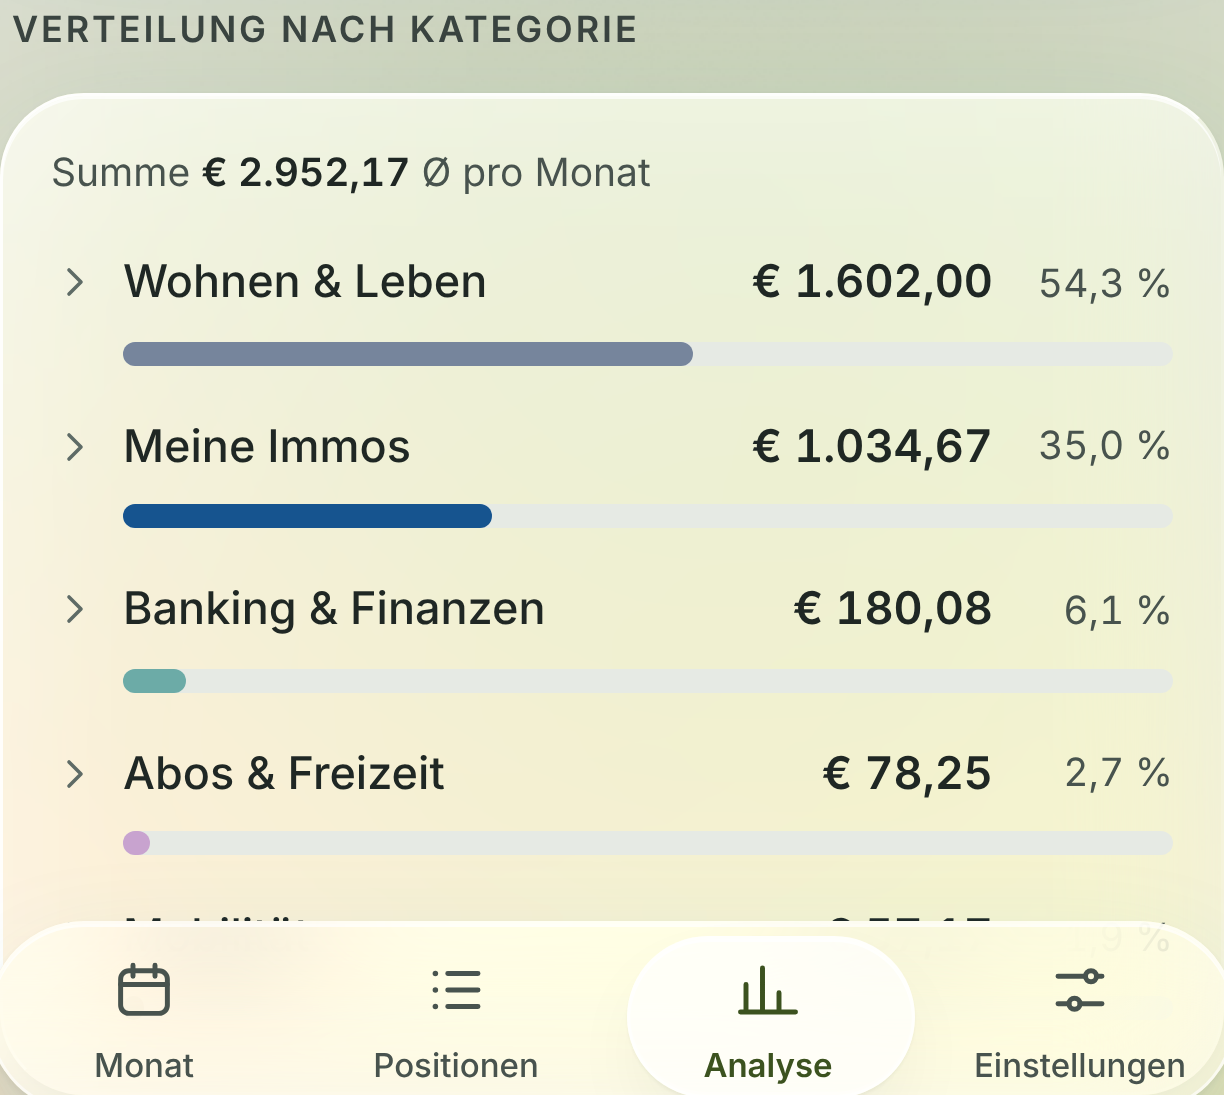 VERTEILUNG NACH KATEGORIE
Summe € 2.952,17 Ø pro Monat
Wohnen & Leben € 1.602,00 54,3 %
Meine Immos € 1.034,67 35,0 %
Banking & Finanzen € 180,08 6,1 %
Abos & Freizeit € 78,25 2,7 %
Monat Positionen Analyse Einstellungen